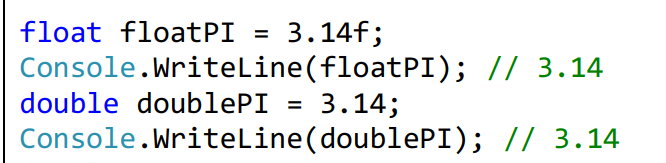 float floatPI = 3.14f;
Console.WriteLine(floatPI); // 3.14
double doublePI = 3.14;
Console.WriteLine(doublePI); // 3.14